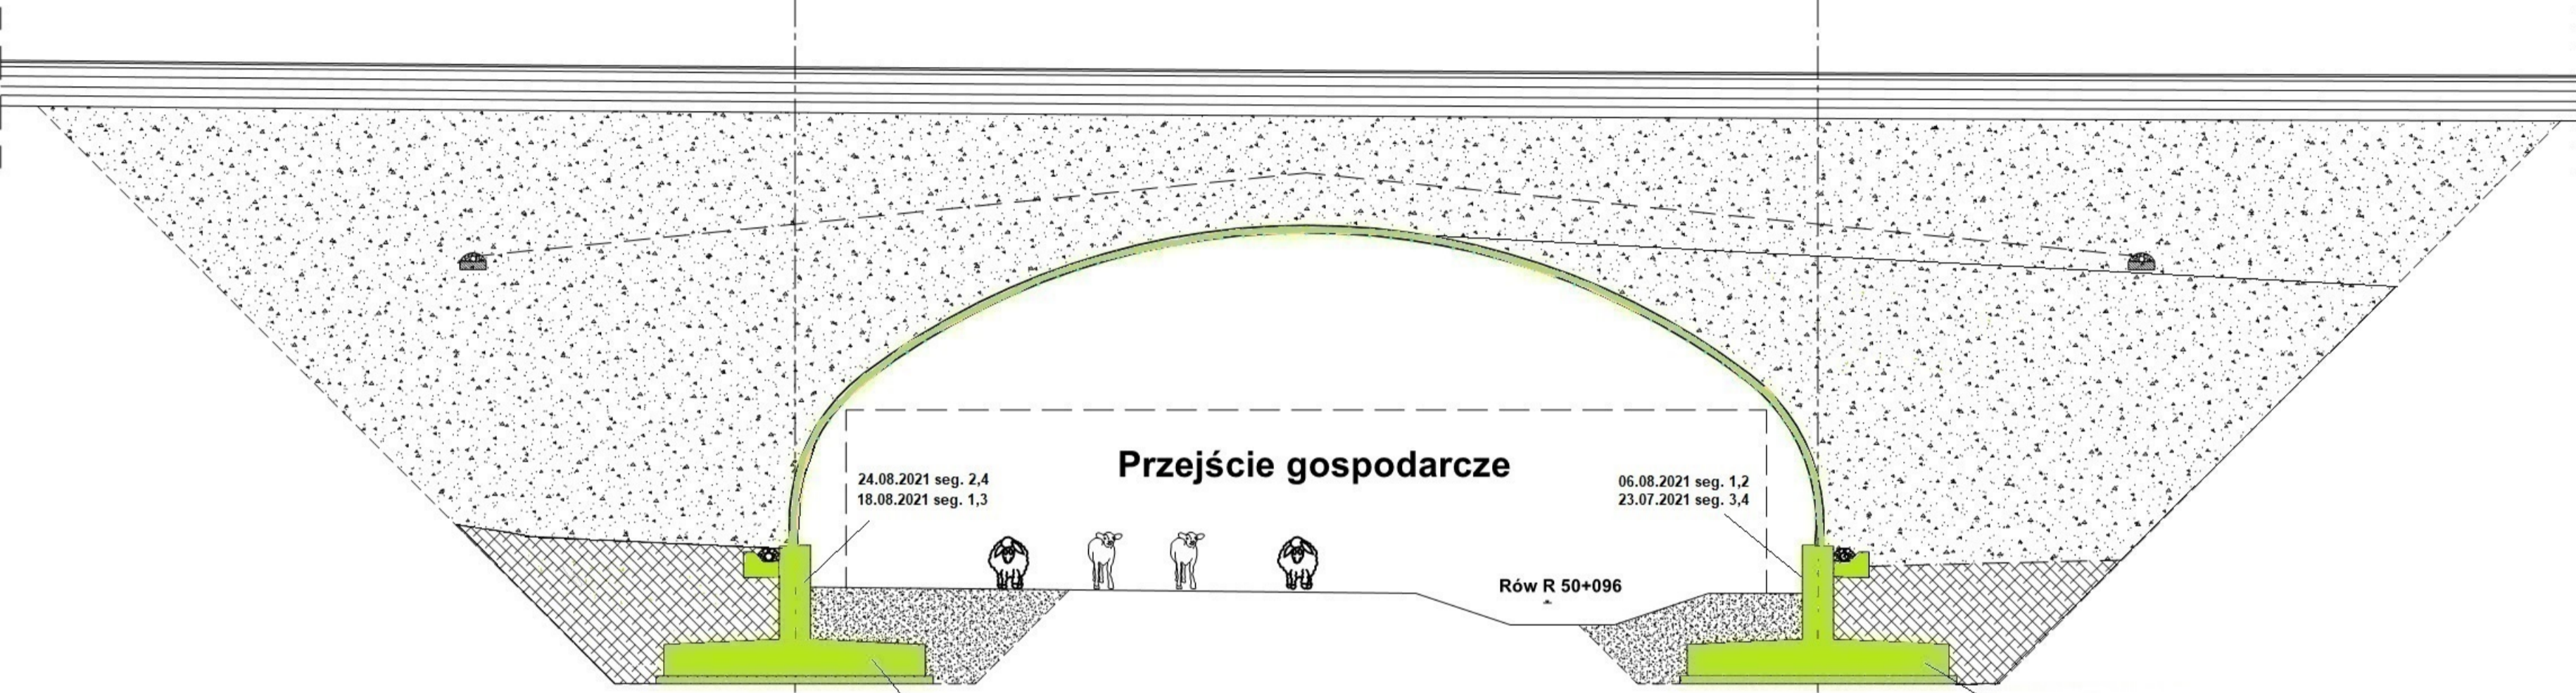 Przejście gospodarcze
24.08.2021 seg. 2,4
18.08.2021 seg. 1,3
06.08.2021 seg. 1,2
23.07.2021 seg. 3,4
Rów R 50+096